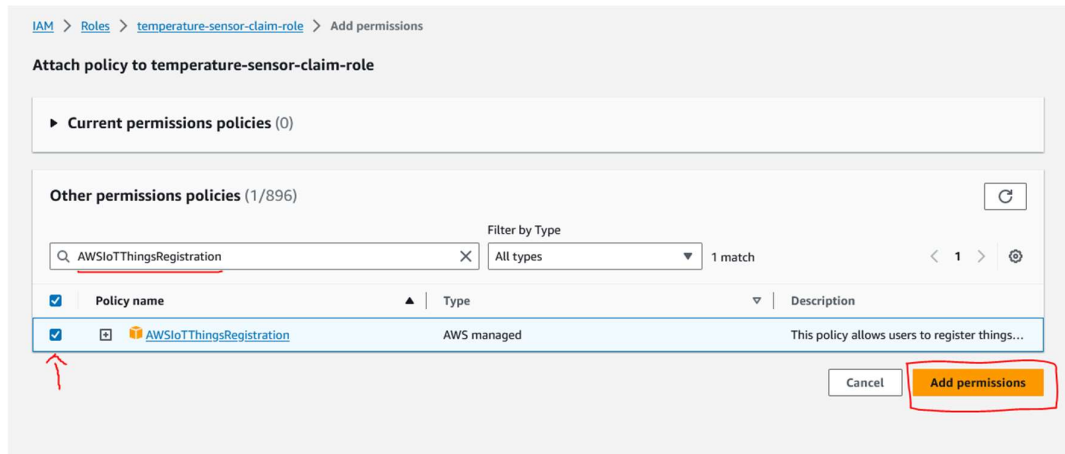 IAM > Roles > temperature-sensor-claim-role > Add permissions
Attach policy to temperature-sensor-claim-role
Current permissions policies (0)
Other permissions policies (1/896)
Filter by Type
AWSIoTThingsRegistration
All types
1 match
1
Policy name
Type
Description
AWSIoTThingsRegistration
AWS managed
This policy allows users to register things...
Cancel
Add permissions